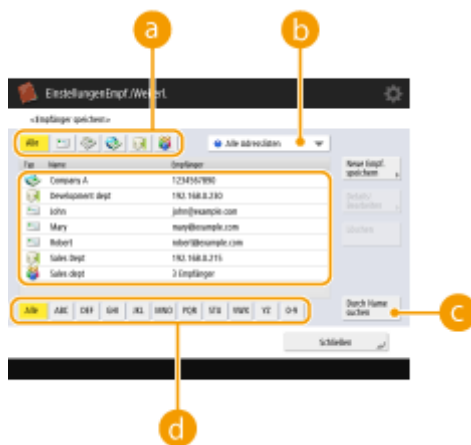 a
b
Einstellungen Empf./Weiterl.
<Empfänger speichern>
Alle
Alle Adresslisten
Typ Name Empfänger
Neue Empf. speichern
Company A 1234567890
Development dept 192.168.0.230
Details/ bearbeiten
John john@example.com
Mary mary@example.com
Löschen
Robert robert@example.com
Sales Dept 192.168.0.215
Sales dept 3 Empfänger
Alle ABC DEF GHI JKL MNO PQR STU VWX YZ 0-9
Durch Name suchen
c
Schließen
d